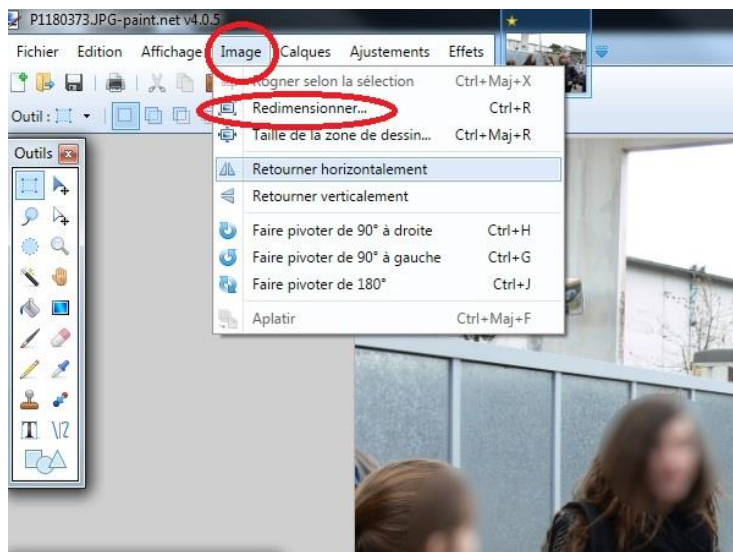 P1180373.JPG-paint.net v4.0.5
Fichier Edition Affichage Image Calques Ajustements Effets
Rogner selon la sélection Ctrl+Maj+X
Outil :
Redimensionner... Ctrl+R
Taille de la zone de dessin... Ctrl+Maj+R
Outils
Retourner horizontalement
Retourner verticalement
Faire pivoter de 90° à droite Ctrl+H
Faire pivoter de 90° à gauche Ctrl+G
Faire pivoter de 180° Ctrl+J
Aplatir Ctrl+Maj+F